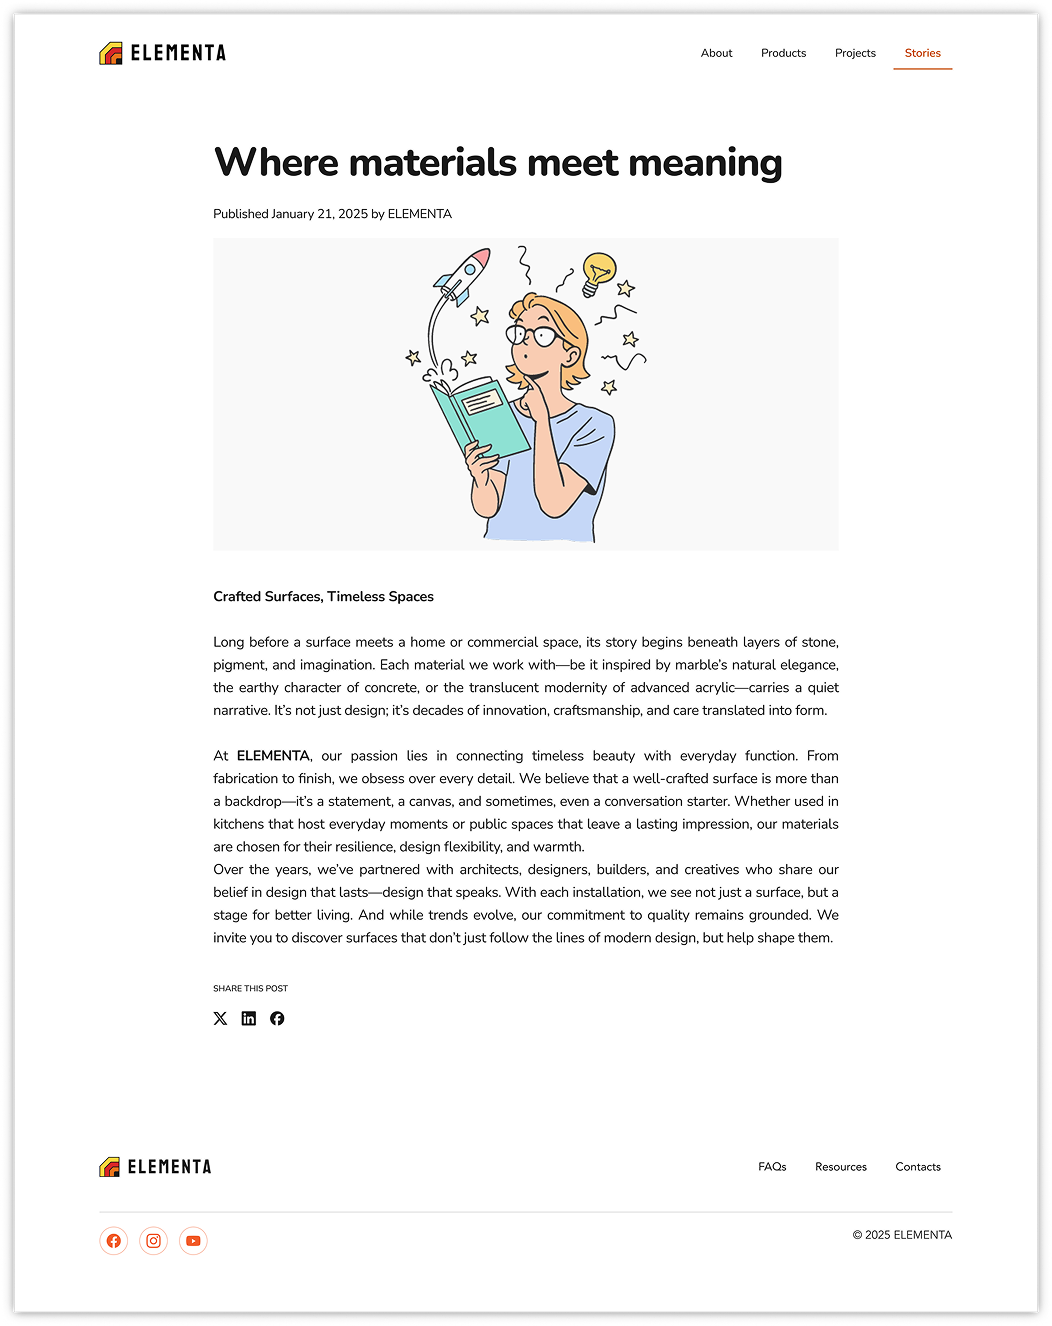 ELEMENTA
About Products Projects Stories
Where materials meet meaning
Published January 21, 2025 by ELEMENTA
Crafted Surfaces, Timeless Spaces
Long before a surface meets a home or commercial space, its story begins beneath layers of stone,
pigment, and imagination. Each material we work with—be it inspired by marble’s natural elegance,
the earthy character of concrete, or the translucent modernity of advanced acrylic—carries a quiet
narrative. It’s not just design; it’s decades of innovation, craftsmanship, and care translated into form.
At ELEMENTA, our passion lies in connecting timeless beauty with everyday function. From
fabrication to finish, we obsess over every detail. We believe that a well-crafted surface is more than
a backdrop—it’s a statement, a canvas, and sometimes, even a conversation starter. Whether used in
kitchens that host everyday moments or public spaces that leave a lasting impression, our materials
are chosen for their resilience, design flexibility, and warmth.
Over the years, we’ve partnered with architects, designers, builders, and creatives who share our
belief in design that lasts—design that speaks. With each installation, we see not just a surface, but a
stage for better living. And while trends evolve, our commitment to quality remains grounded. We
invite you to discover surfaces that don’t just follow the lines of modern design, but help shape them.
SHARE THIS POST
ELEMENTA
FAQs Resources Contacts
© 2025 ELEMENTA